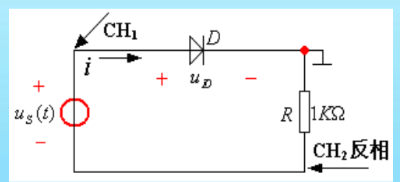 CH₁
D
i
+ u_D −
+
u_S(t)
−
R 1KΩ
CH₂反相